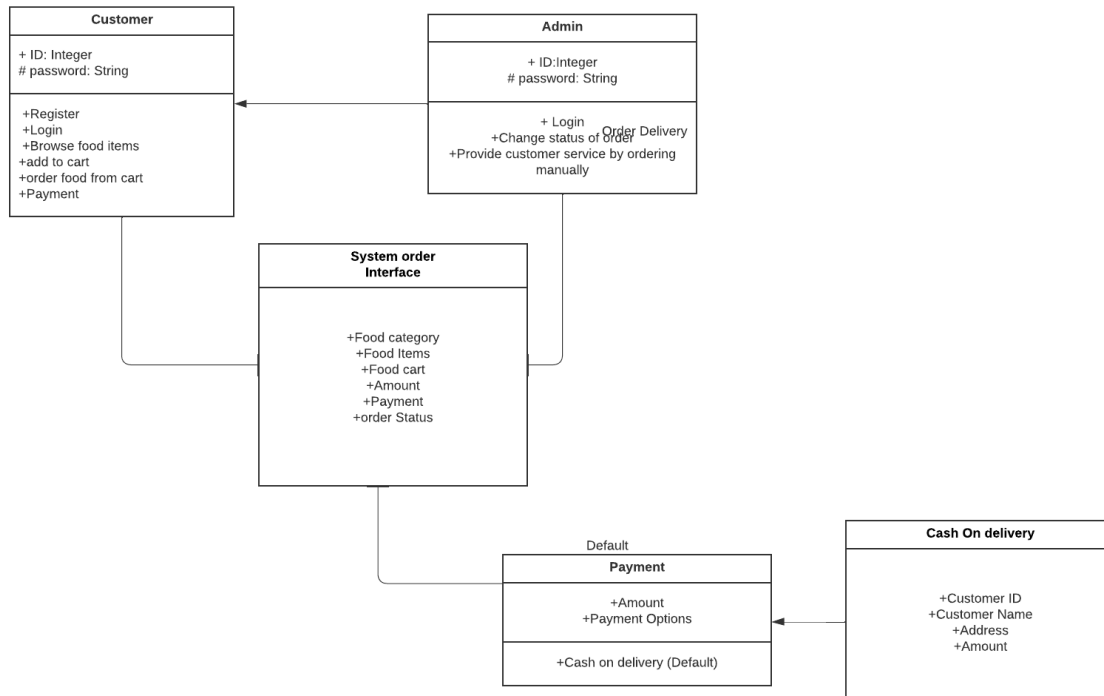 Customer
+ ID: Integer
# password: String
+Register
+Login
+Browse food items
+add to cart
+order food from cart
+Payment
Admin
+ ID:Integer
# password: String
+ Login
Order Delivery
+Change status of order
+Provide customer service by ordering
manually
System order
Interface
+Food category
+Food Items
+Food cart
+Amount
+Payment
+order Status
Default
Payment
+Amount
+Payment Options
+Cash on delivery (Default)
Cash On delivery
+Customer ID
+Customer Name
+Address
+Amount